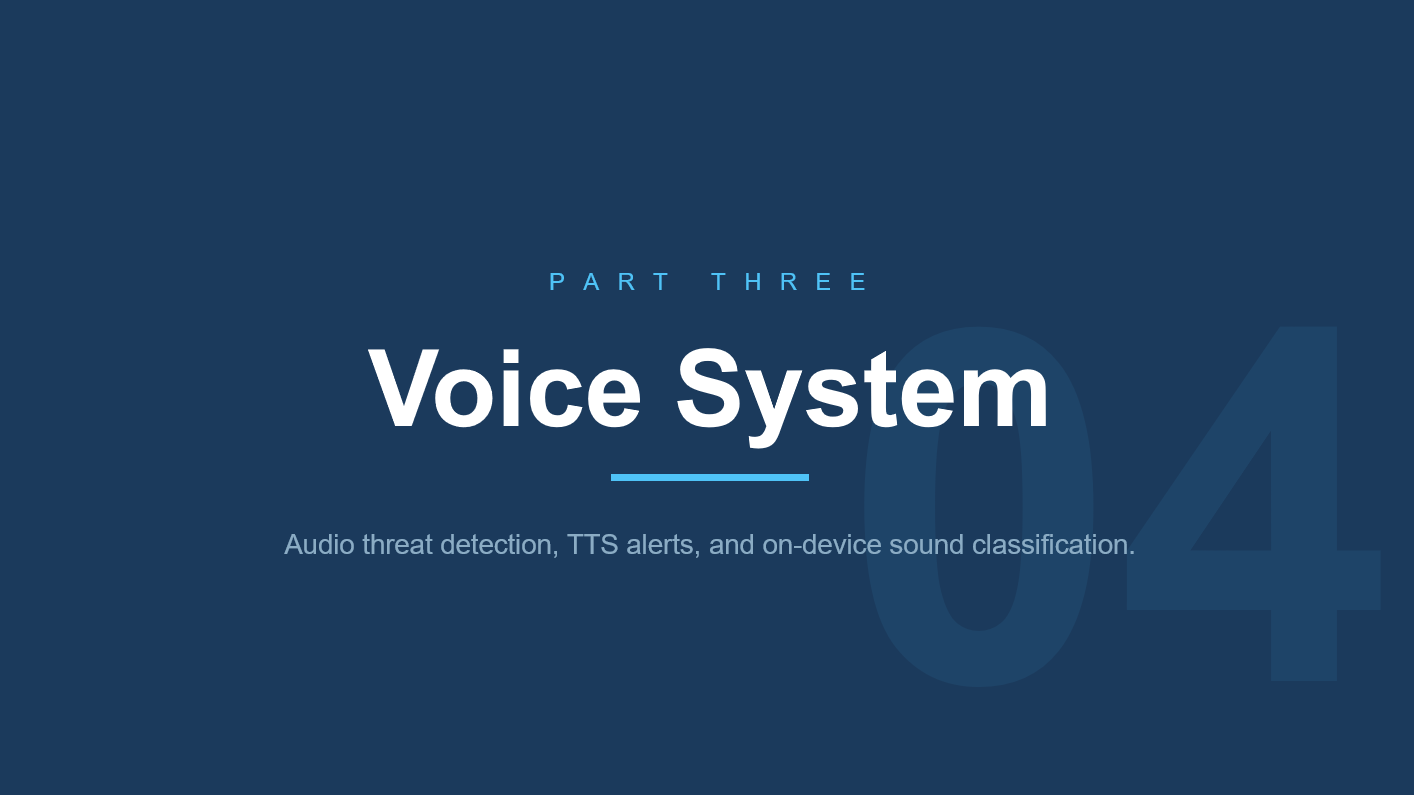 PART THREE
Voice System
04
Audio threat detection, TTS alerts, and on-device sound classification.